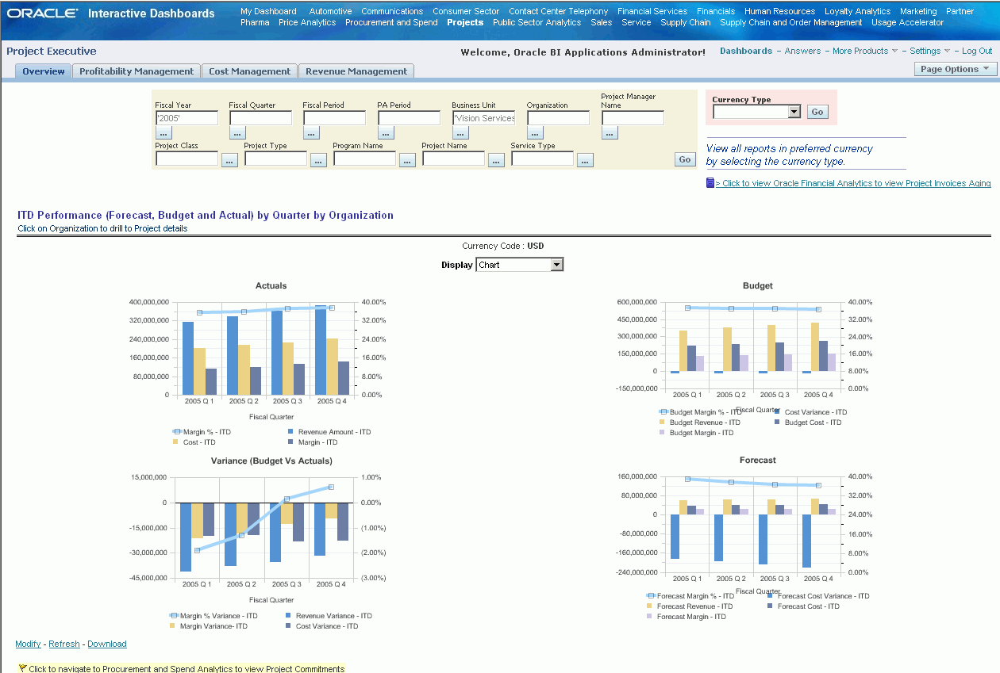 ORACLE Interactive Dashboards
My Dashboard Automotive Communications Consumer Sector Contact Center Telephony Financial Services Financials Human Resources Loyalty Analytics Marketing Partner
Pharma Price Analytics Procurement and Spend Projects Public Sector Analytics Sales Service Supply Chain Supply Chain and Order Management Usage Accelerator
Project Executive
Welcome, Oracle BI Applications Administrator! Dashboards - Answers - More Products - Settings - Log Out
Overview Profitability Management Cost Management Revenue Management
Page Options
Fiscal Year Fiscal Quarter Fiscal Period PA Period Business Unit Organization Project Manager Name
'2005' 'Vision Services
... ... ... ... ... ... ...
Project Class Project Type Program Name Project Name Service Type
... ... ... ... ... Go
Currency Type
Go
View all reports in preferred currency
by selecting the currency type.
> Click to view Oracle Financial Analytics to view Project Invoices Aging
ITD Performance (Forecast, Budget and Actual) by Quarter by Organization
Click on Organization to drill to Project details
Currency Code : USD
Display Chart
Actuals
400,000,000 40.00%
320,000,000 32.00%
240,000,000 24.00%
160,000,000 16.00%
80,000,000 8.00%
0 0.00%
2005 Q 1 2005 Q 2 2005 Q 3 2005 Q 4
Fiscal Quarter
Margin % - ITD Revenue Amount - ITD
Cost - ITD Margin - ITD
Budget
600,000,000 40.00%
450,000,000 32.00%
300,000,000 24.00%
150,000,000 16.00%
0 8.00%
-150,000,000 0.00%
2005 Q 1 2005 Q 2 2005 Q 3 2005 Q 4
Fiscal Quarter
Budget Margin % - ITD Cost Variance - ITD
Budget Revenue - ITD Budget Cost - ITD
Budget Margin - ITD
Variance (Budget Vs Actuals)
15,000,000 1.00%
0 0.00%
-15,000,000 (1.00%)
-30,000,000 (2.00%)
-45,000,000 (3.00%)
2005 Q 1 2005 Q 2 2005 Q 3 2005 Q 4
Fiscal Quarter
Margin % Variance - ITD Revenue Variance - ITD
Margin Variance- ITD Cost Variance - ITD
Forecast
160,000,000 40.00%
80,000,000 32.00%
0 24.00%
-80,000,000 16.00%
-160,000,000 8.00%
-240,000,000 0.00%
2005 Q 1 2005 Q 2 2005 Q 3 2005 Q 4
Fiscal Quarter
Forecast Margin % - ITD Forecast Cost Variance - ITD
Forecast Revenue - ITD Forecast Cost - ITD
Forecast Margin - ITD
Modify - Refresh - Download
Click to navigate to Procurement and Spend Analytics to view Project Commitments